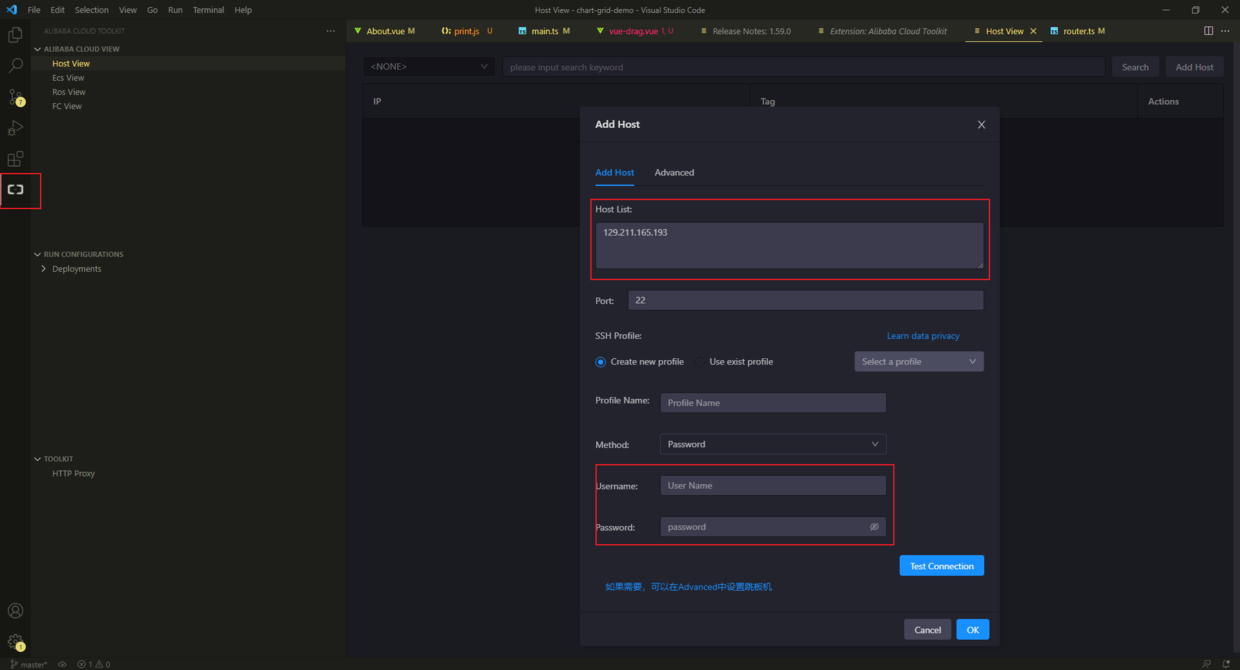 File Edit Selection View Go Run Terminal Help
Host View - chart-grid-demo - Visual Studio Code
ALIBABA CLOUD TOOLKIT
ALIBABA CLOUD VIEW
Host View
Ecs View
Ros View
FC View
7
RUN CONFIGURATIONS
Deployments
TOOLKIT
HTTP Proxy
1
About.vue M
print.js U
main.ts M
vue-drag.vue 1, U
Release Notes: 1.59.0
Extension: Alibaba Cloud Toolkit
Host View
router.ts M
<NONE>
please input search keyword
Search
Add Host
IP
Tag
Actions
Add Host
Add Host
Advanced
Host List:
129.211.165.193
Port: 22
SSH Profile:
Learn data privacy
Create new profile
Use exist profile
Select a profile
Profile Name: Profile Name
Method: Password
Username: User Name
Password: password
Test Connection
如果需要，可以在Advanced中设置跳板机
Cancel
OK
master* 1 0